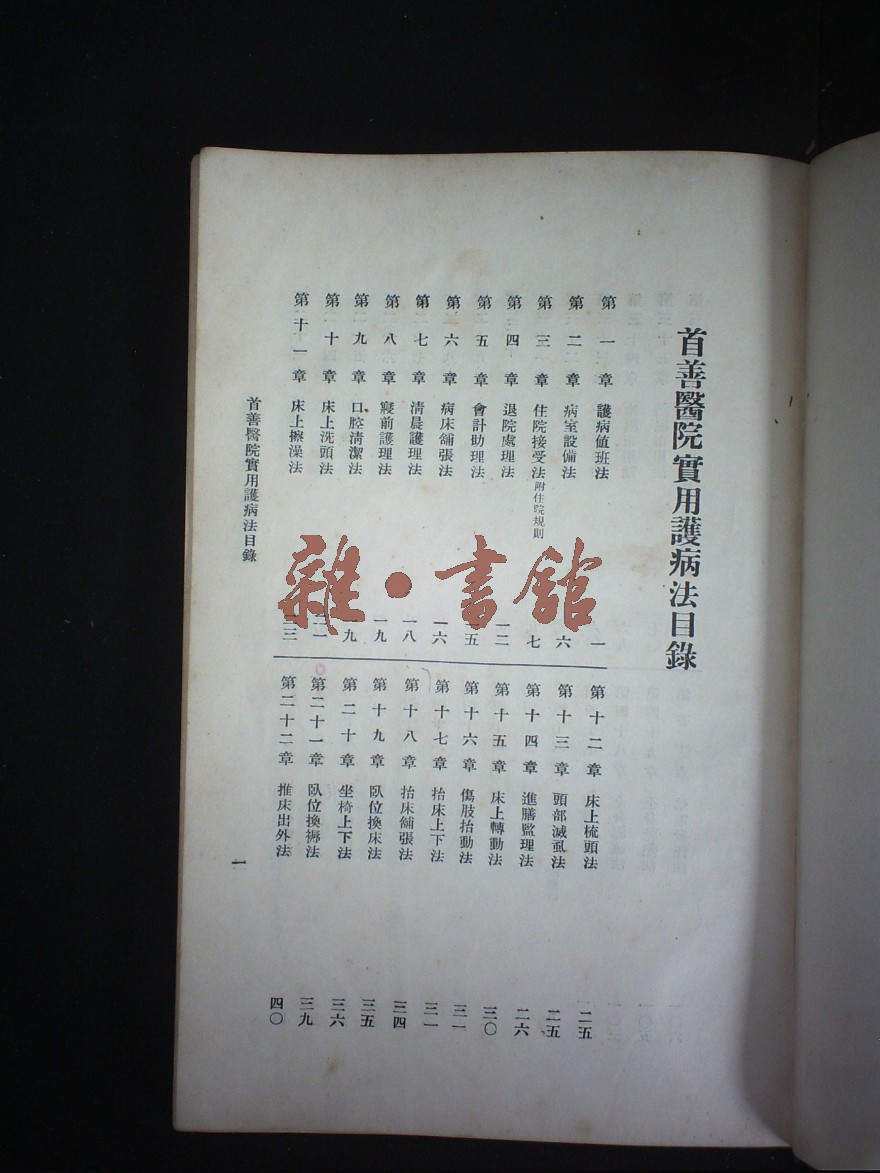 首善醫院實用護病法目錄
第一章 護病値班法 一
第二章 病室設備法 六
第三章 住院接受法附住院規則 七
第四章 退院處理法 一二
第五章 會計助理法 一五
第六章 病床舖張法 一六
第七章 清晨護理法 一八
第八章 寢前護理法 一九
第九章 口腔清潔法 一九
第十章 床上洗頭法 二一
第十一章 床上擦澡法 二三
第十二章 床上梳頭法 二五
第十三章 頭部滅虱法 二五
第十四章 進膳監理法 二六
第十五章 床上轉動法 三〇
第十六章 傷肢抬動法 三一
第十七章 抬床上下法 三一
第十八章 抬床舖張法 三四
第十九章 臥位換床法 三五
第二十章 坐椅上下法 三六
第二十一章 臥位換褥法 三九
第二十二章 推床出外法 四〇
首善醫院實用護病法目錄
一
雜·書館